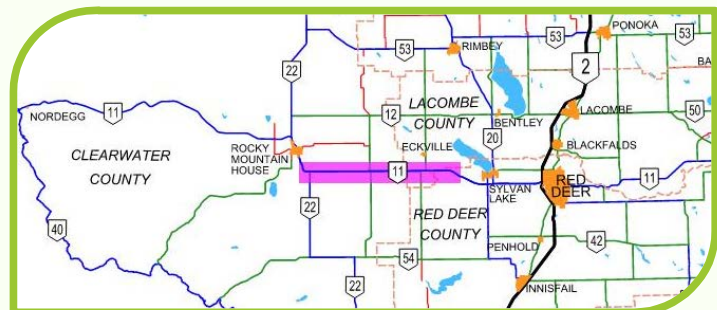 PONOKA
53
53
53
RIMBEY
BA
22
2
NORDEGG
11
12
LACOMBE
COUNTY
LACOMBE
50
BENTLEY
CLEARWATER
COUNTY
ROCKY
MOUNTAIN
HOUSE
ECKVILLE
20
BLACKFALDS
11
SYLVAN
LAKE
RED
DEER
11
40
22
RED DEER
COUNTY
PENHOLD
42
54
22
INNISFAIL